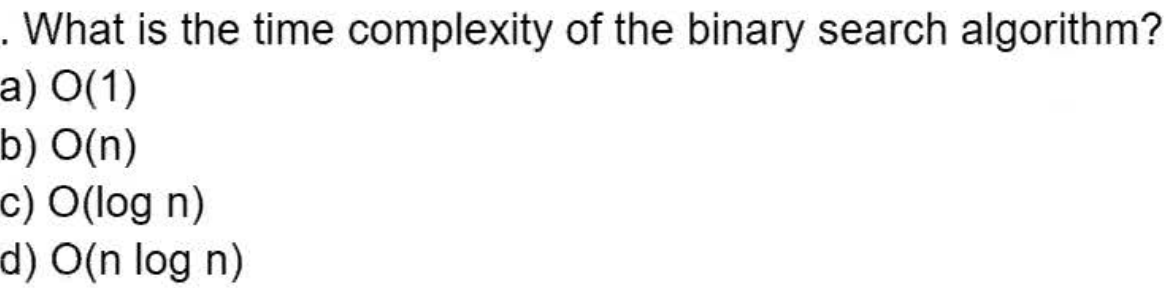 . What is the time complexity of the binary search algorithm?
a) O(1)
b) O(n)
c) O(log n)
d) O(n log n)